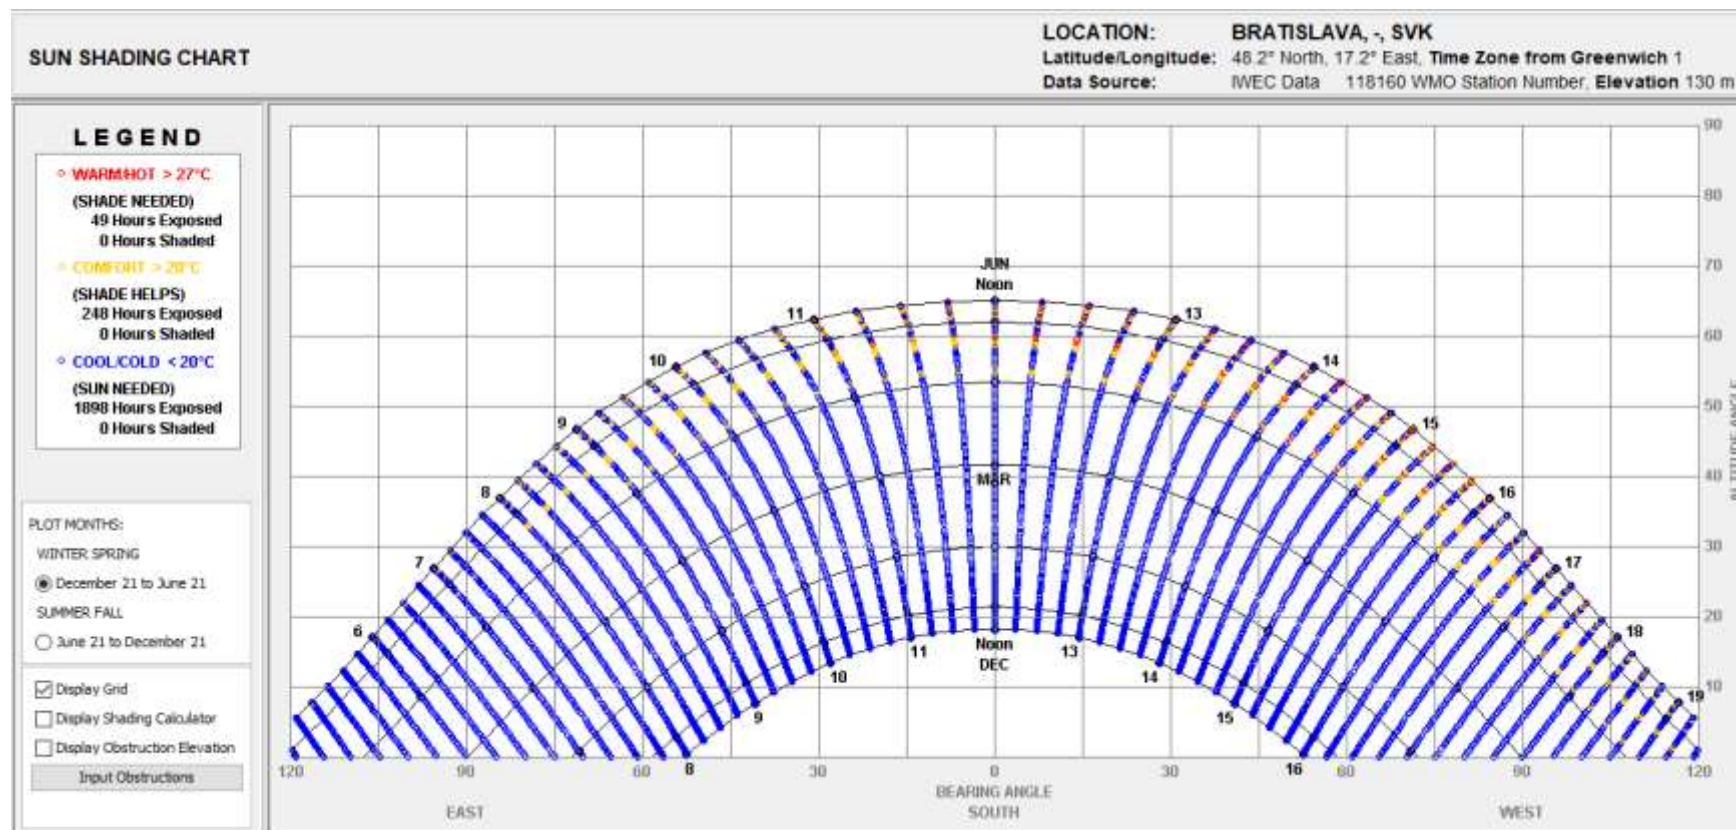 SUN SHADING CHART
LOCATION: BRATISLAVA, -, SVK
Latitude/Longitude: 48.2° North, 17.2° East, Time Zone from Greenwich 1
Data Source: IWEC Data 118160 WMO Station Number, Elevation 130 m
LEGEND
WARM/HOT > 27°C
(SHADE NEEDED)
49 Hours Exposed
0 Hours Shaded
COMFORT > 20°C
(SHADE HELPS)
248 Hours Exposed
0 Hours Shaded
COOL/COLD < 20°C
(SUN NEEDED)
1898 Hours Exposed
0 Hours Shaded
PLOT MONTHS:
WINTER SPRING
December 21 to June 21
SUMMER FALL
June 21 to December 21
Display Grid
Display Shading Calculator
Display Obstruction Elevation
Input Obstructions
90
80
70
60
50
40
30
20
10
ALTITUDE ANGLE
JUN
Noon
11 13
10 14
9 15
8 16
7 17
6 18
19
MAR
Noon
DEC
11 13
10 14
9 15
8 16
120 90 60 30 0 30 60 90 120
BEARING ANGLE
EAST SOUTH WEST